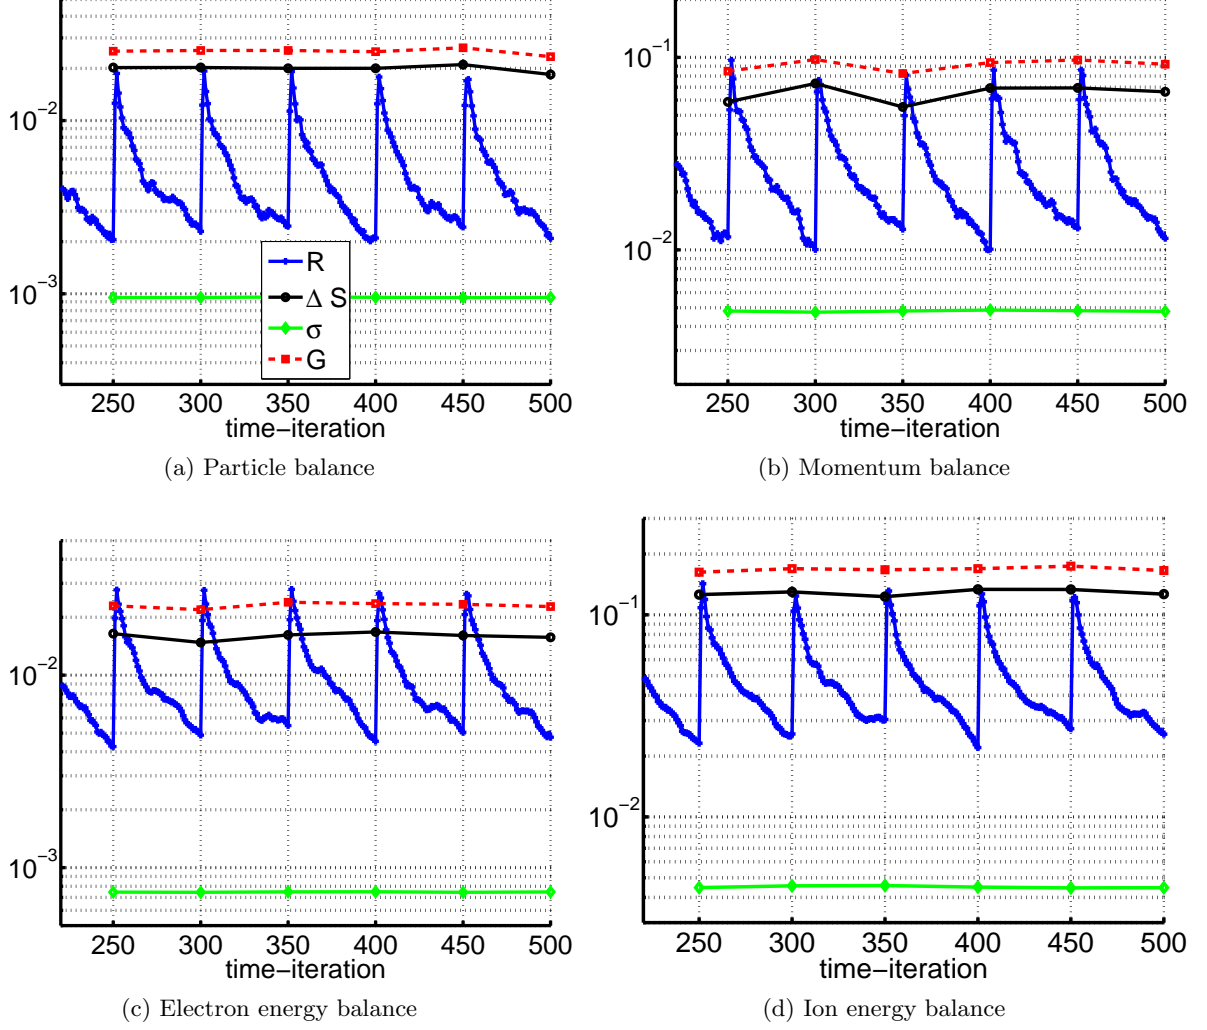 10⁻²
10⁻³
R
Δ S
σ
G
250 300 350 400 450 500
time−iteration
(a) Particle balance
10⁻¹
10⁻²
250 300 350 400 450 500
time−iteration
(b) Momentum balance
10⁻²
10⁻³
250 300 350 400 450 500
time−iteration
(c) Electron energy balance
10⁻¹
10⁻²
250 300 350 400 450 500
time−iteration
(d) Ion energy balance